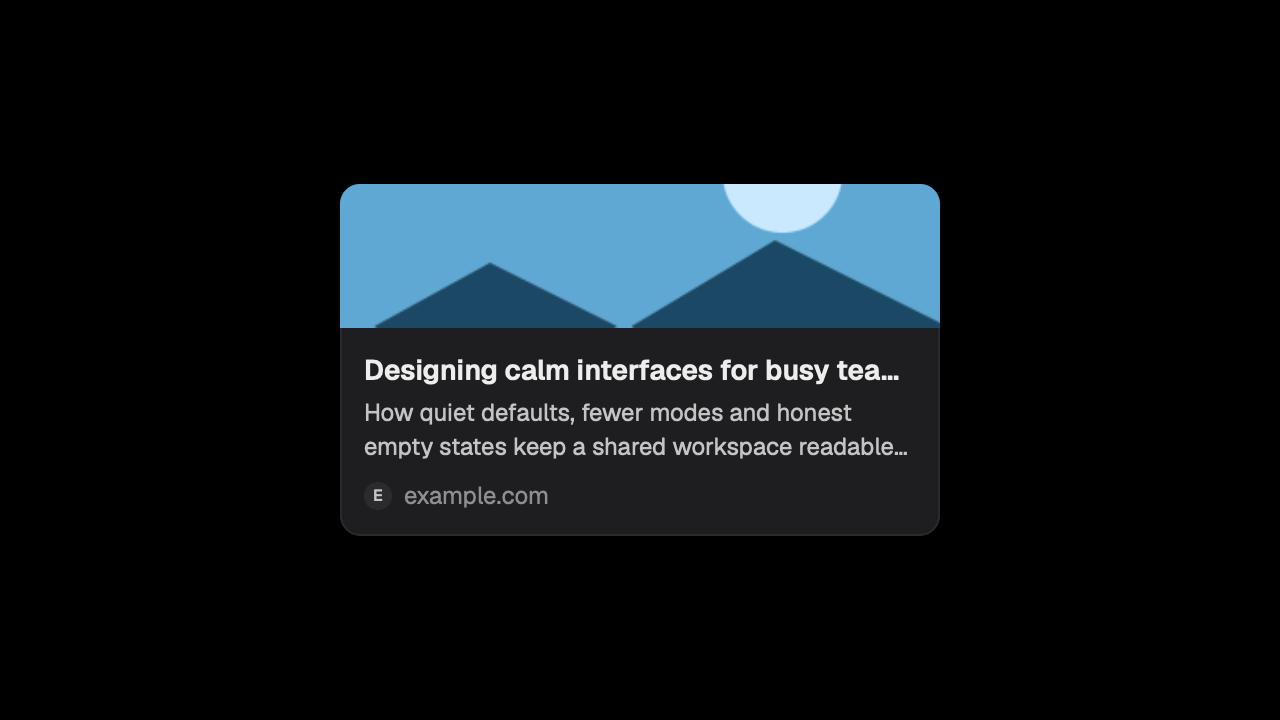 Designing calm interfaces for busy tea…
How quiet defaults, fewer modes and honest
empty states keep a shared workspace readable…
E example.com